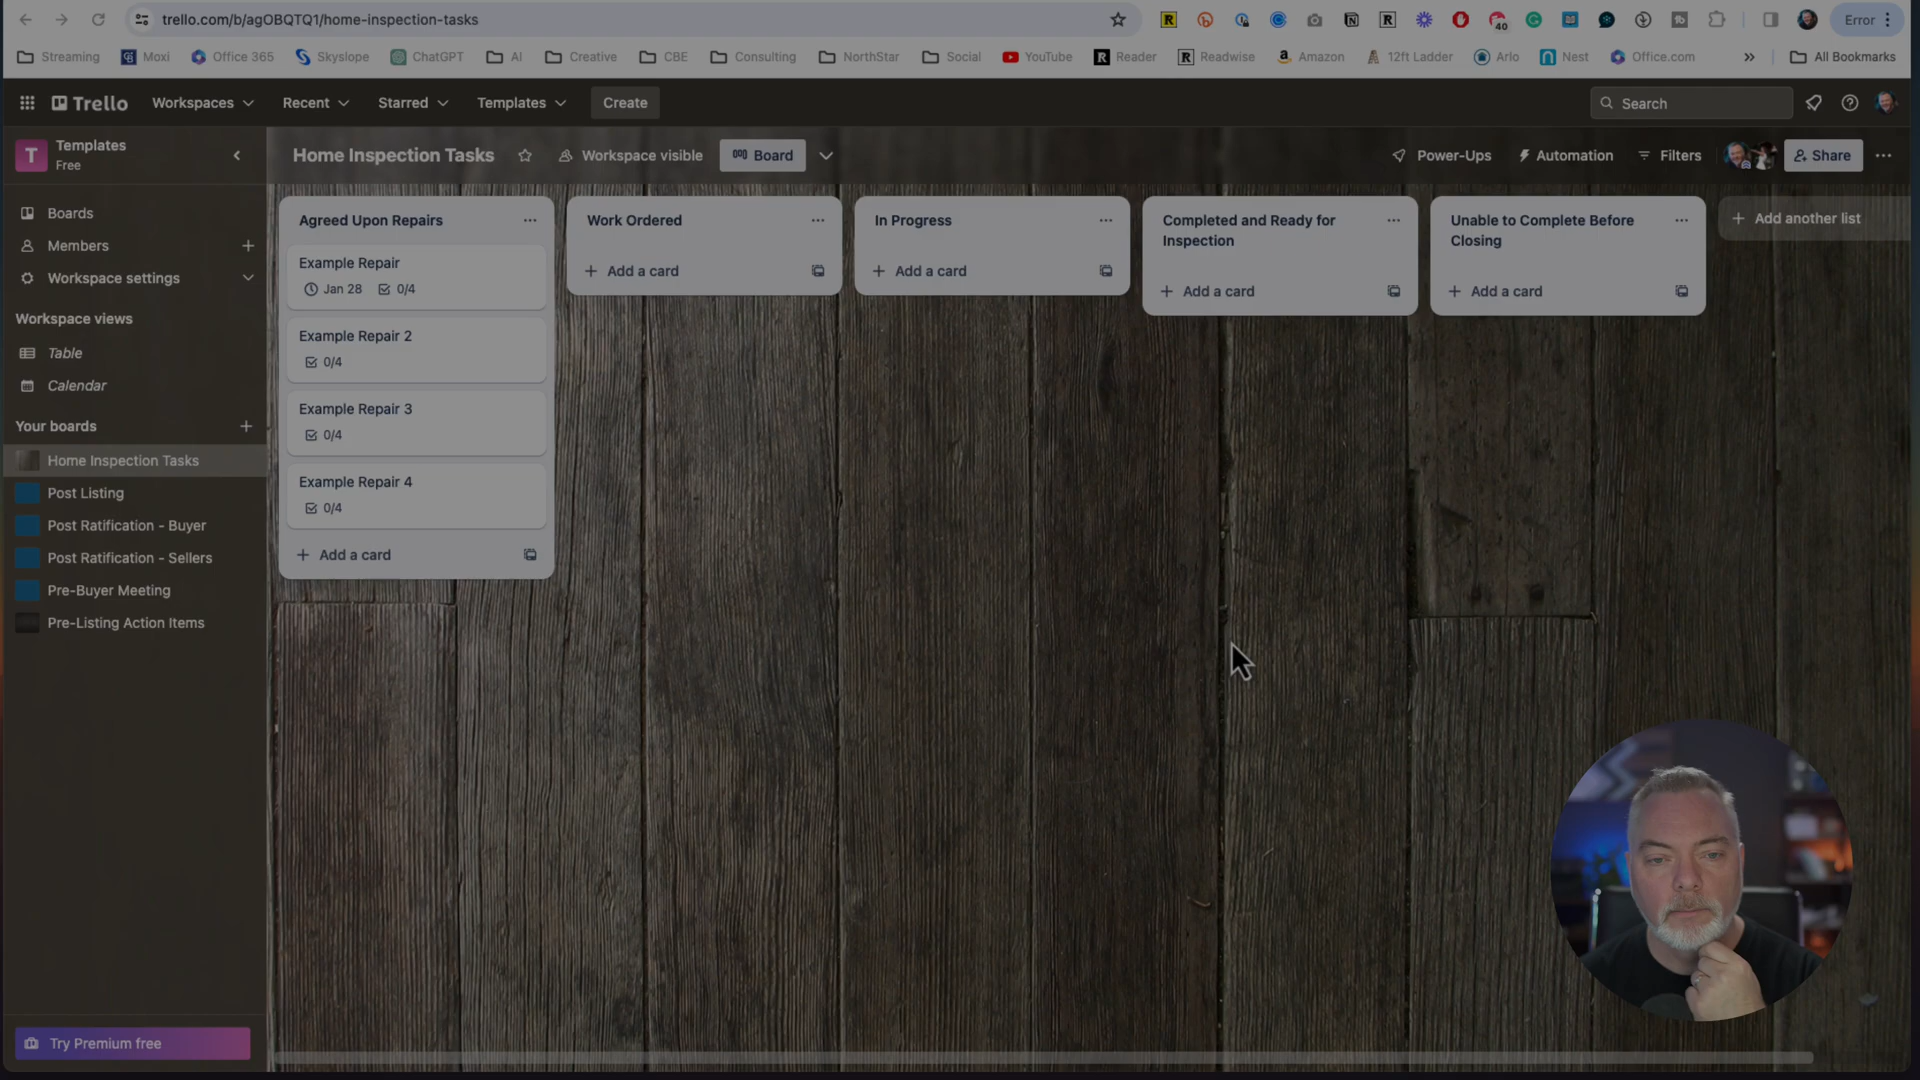 trello.com/b/agOBQTQ1/home-inspection-tasks
40
Error
Streaming
Moxi
Office 365
Skyslope
ChatGPT
AI
Creative
CBE
Consulting
NorthStar
Social
YouTube
Reader
Readwise
Amazon
12ft Ladder
Arlo
Nest
Office.com
All Bookmarks
Trello
Workspaces
Recent
Starred
Templates
Create
Search
T
Templates
Free
Home Inspection Tasks
Workspace visible
Board
Power-Ups
Automation
Filters
Share
Boards
Members
Workspace settings
Workspace views
Table
Calendar
Your boards
Home Inspection Tasks
Post Listing
Post Ratification - Buyer
Post Ratification - Sellers
Pre-Buyer Meeting
Pre-Listing Action Items
Try Premium free
Agreed Upon Repairs
Example Repair
Jan 28 0/4
Example Repair 2
0/4
Example Repair 3
0/4
Example Repair 4
0/4
Add a card
Work Ordered
Add a card
In Progress
Add a card
Completed and Ready for
Inspection
Add a card
Unable to Complete Before
Closing
Add a card
Add another list